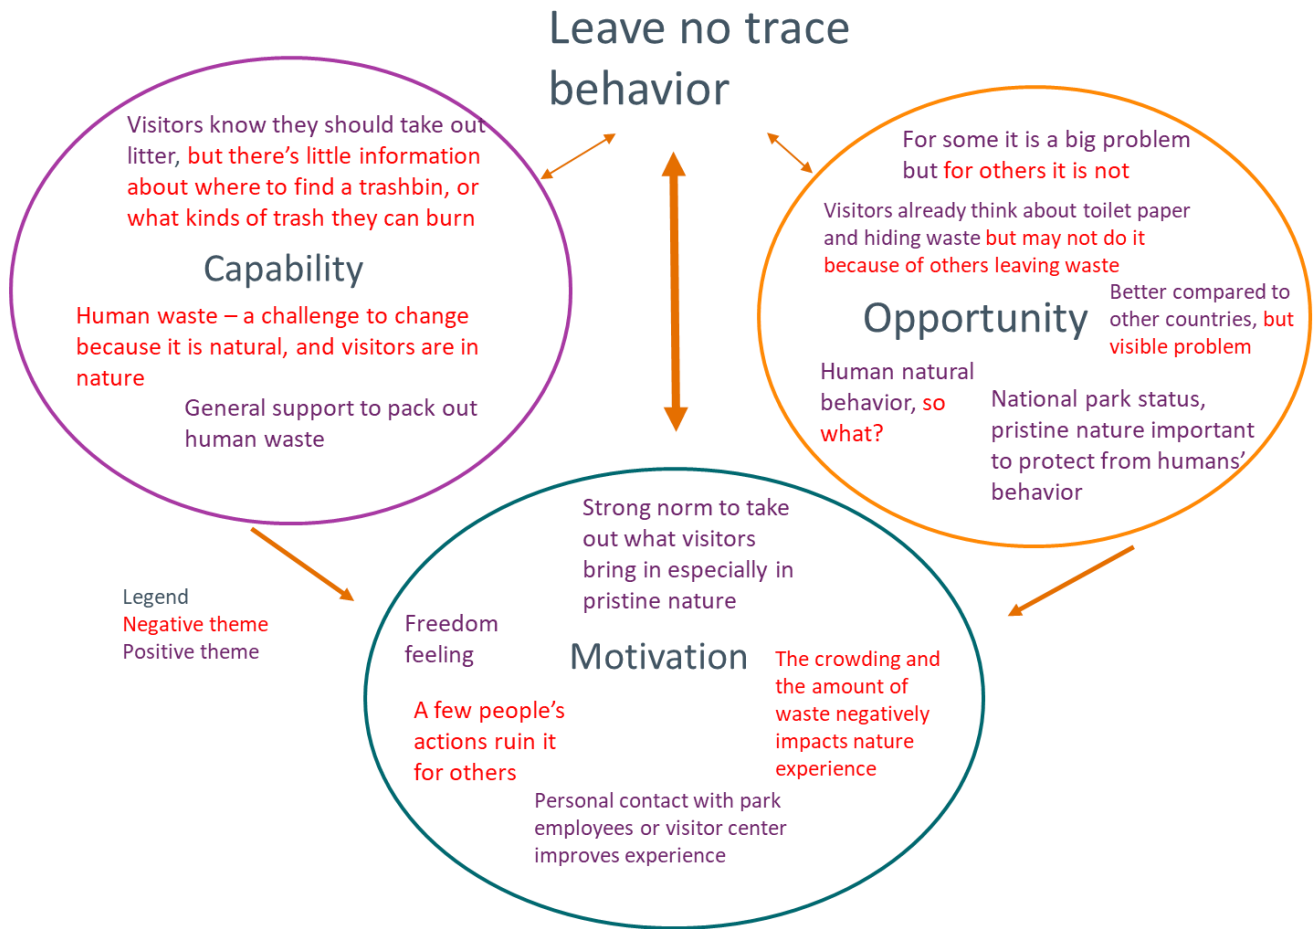 Leave no trace
behavior
Visitors know they should take out
litter, but there's little information
about where to find a trashbin, or
what kinds of trash they can burn
Capability
Human waste – a challenge to change
because it is natural, and visitors are in
nature
General support to pack out
human waste
For some it is a big problem
but for others it is not
Visitors already think about toilet paper
and hiding waste but may not do it
because of others leaving waste
Opportunity
Better compared to
other countries, but
visible problem
Human natural
behavior, so
what?
National park status,
pristine nature important
to protect from humans'
behavior
Legend
Negative theme
Positive theme
Strong norm to take
out what visitors
bring in especially in
pristine nature
Freedom
feeling
Motivation
The crowding and
the amount of
waste negatively
impacts nature
experience
A few people's
actions ruin it
for others
Personal contact with park
employees or visitor center
improves experience